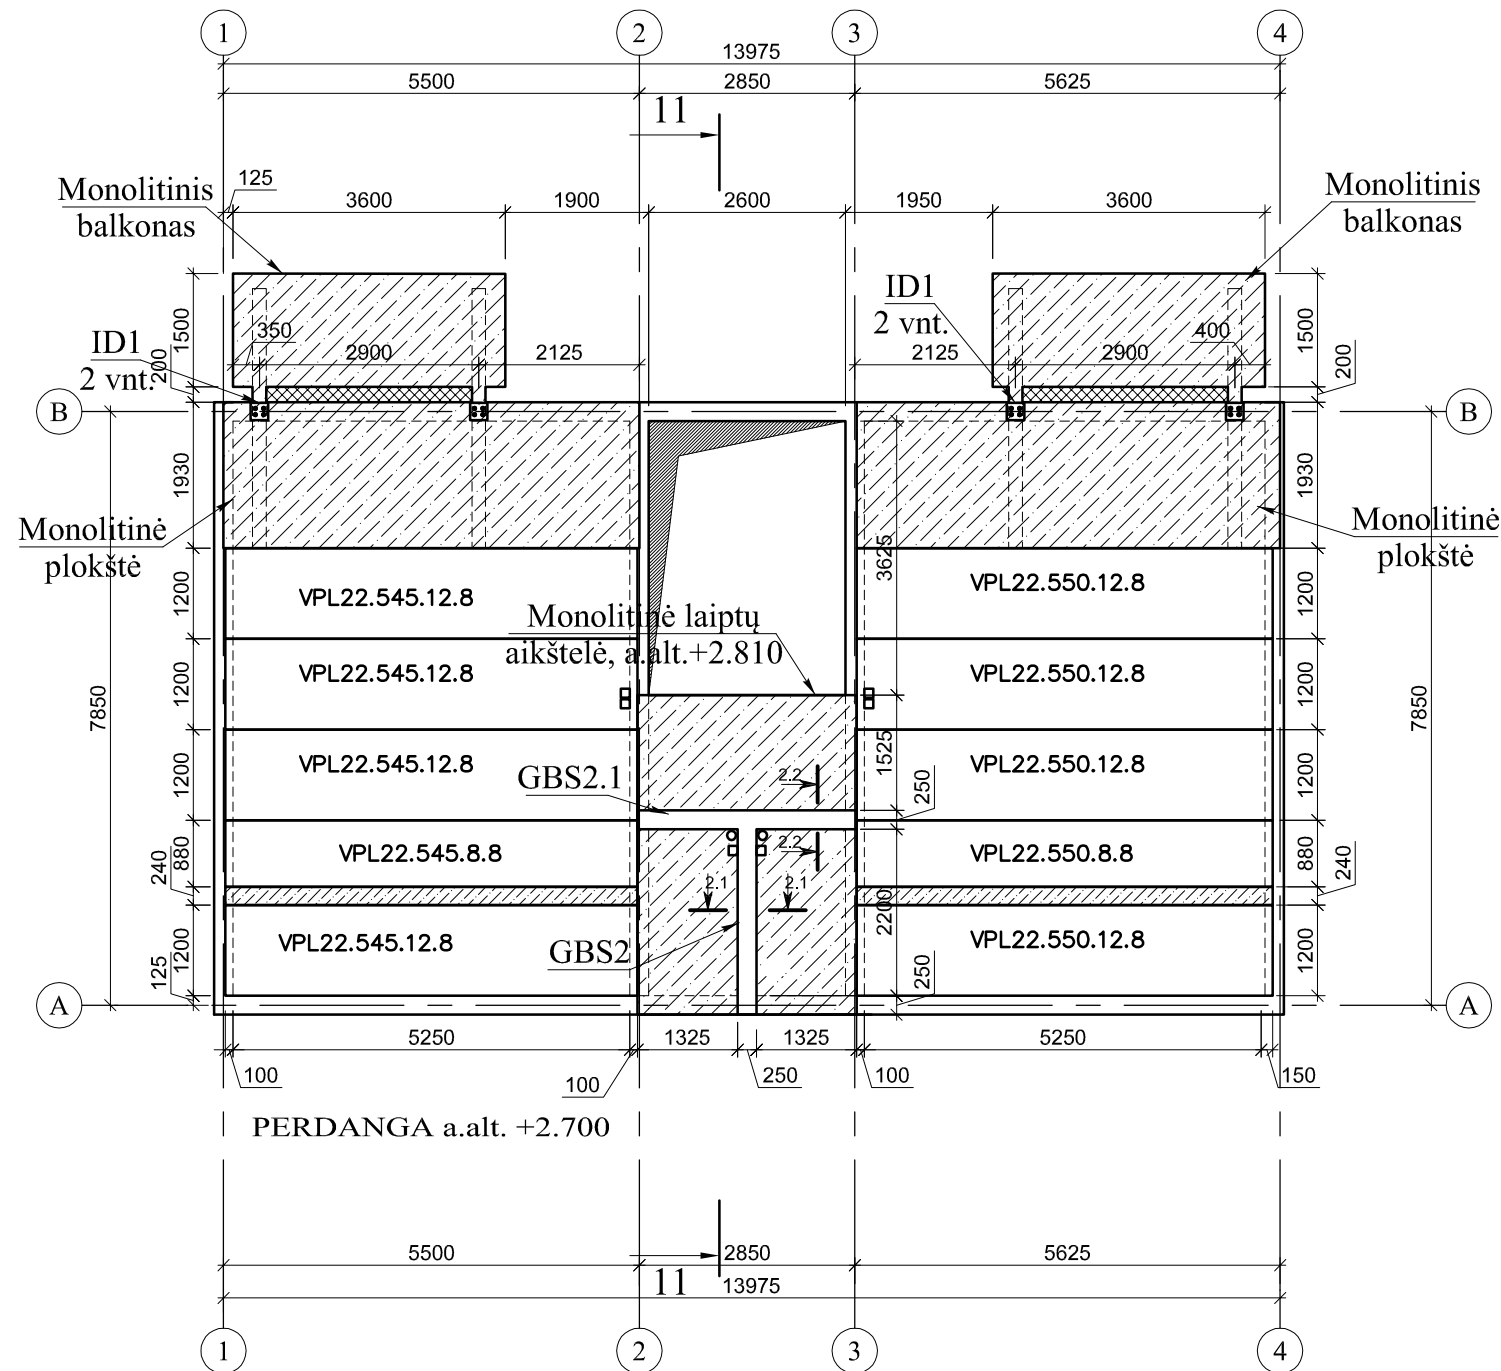 1 2 3 4
13975
5500 2850 5625
11
125 3600 1900 2600 1950 3600
Monolitinis
balkonas
Monolitinis
balkonas
ID1
2 vnt.
ID1
2 vnt.
1500 350 2900 2125 2125 2900 400 1500
200 200
B B
1930 1930
Monolitinė
plokštė
Monolitinė
plokštė
3625
1200 VPL22.545.12.8 VPL22.550.12.8 1200
Monolitinė laiptų
aikštelė, a.alt.+2.810
1200 VPL22.545.12.8 VPL22.550.12.8 1200
7850 7850
1525
1200 VPL22.545.12.8 VPL22.550.12.8 1200
GBS2.1
2.2
250
880 VPL22.545.8.8 VPL22.550.8.8 880
2.2
240 240
2.1 2.1
2200
1200 VPL22.545.12.8 VPL22.550.12.8 1200
GBS2
125 250
A A
5250 1325 1325 5250
100 100 250 100 150
PERDANGA a.alt. +2.700
5500 2850 5625
11
13975
1 2 3 4